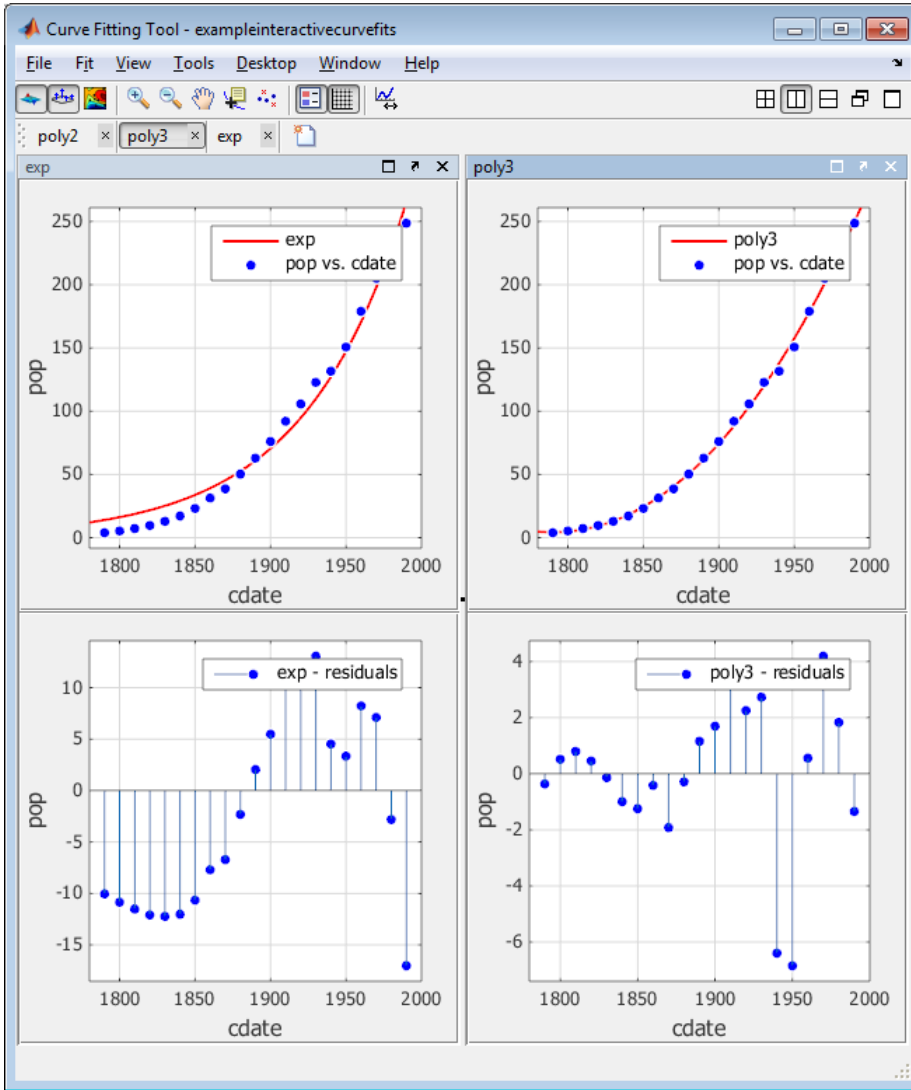 Curve Fitting Tool - exampleinteractivecurvefits
File Fit View Tools Desktop Window Help
poly2 × poly3 × exp ×
exp
poly3
250
200
150
100
50
0
pop
1800 1850 1900 1950 2000
cdate
exp
pop vs. cdate
250
200
150
100
50
0
pop
1800 1850 1900 1950 2000
cdate
poly3
pop vs. cdate
10
5
0
-5
-10
-15
pop
1800 1850 1900 1950 2000
cdate
exp - residuals
4
2
0
-2
-4
-6
pop
1800 1850 1900 1950 2000
cdate
poly3 - residuals